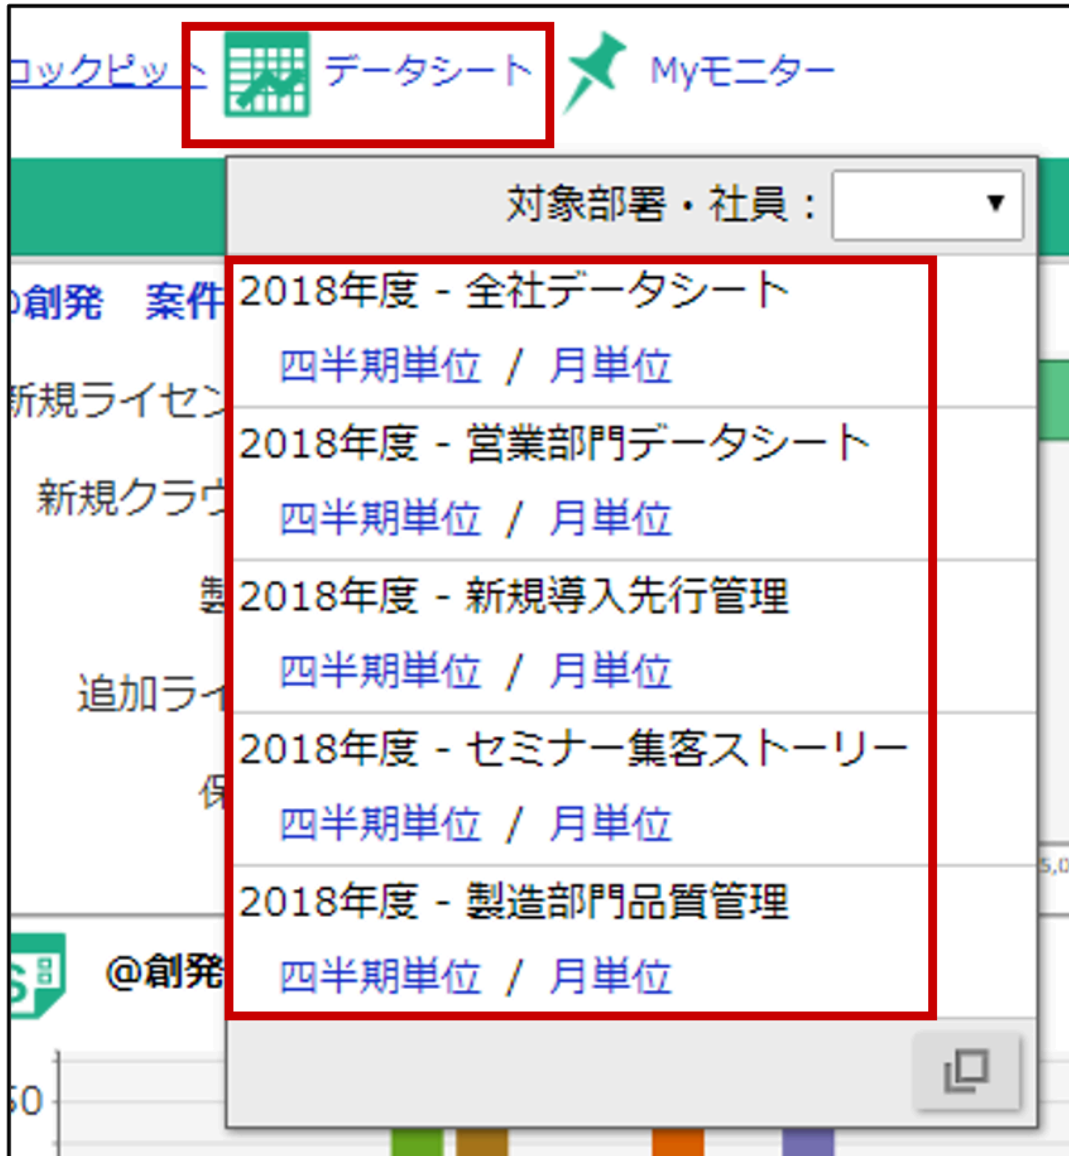 コックピット データシート Myモニター
対象部署・社員：
創発 案件
2018年度 - 全社データシート
四半期単位 / 月単位
新規ライセン
2018年度 - 営業部門データシート
新規クラウ
四半期単位 / 月単位
2018年度 - 新規導入先行管理
四半期単位 / 月単位
追加ライ
2018年度 - セミナー集客ストーリー
四半期単位 / 月単位
2018年度 - 製造部門品質管理
@創発
四半期単位 / 月単位